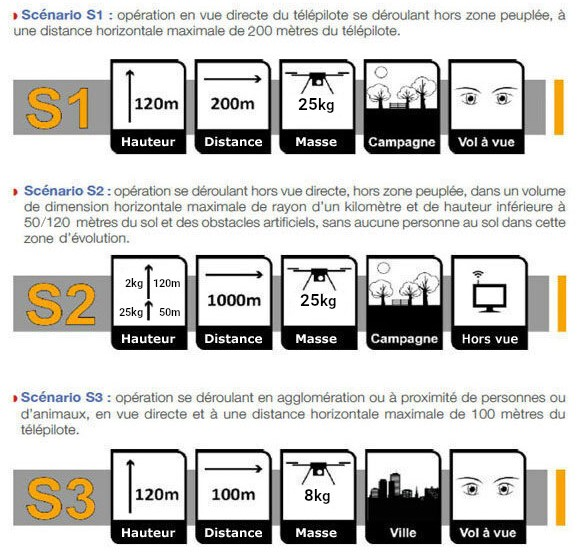 Scénario S1 : opération en vue directe du télépilote se déroulant hors zone peuplée, à
une distance horizontale maximale de 200 mètres du télépilote.
S1
120m
200m
25kg
Hauteur
Distance
Masse
Campagne
Vol à vue
Scénario S2 : opération se déroulant hors vue directe, hors zone peuplée, dans un volume
de dimension horizontale maximale de rayon d'un kilomètre et de hauteur inférieure à
50/120 mètres du sol et des obstacles artificiels, sans aucune personne au sol dans cette
zone d'évolution.
S2
2kg 120m
25kg 50m
1000m
25kg
Hauteur
Distance
Masse
Campagne
Hors vue
Scénario S3 : opération se déroulant en agglomération ou à proximité de personnes ou
d'animaux, en vue directe et à une distance horizontale maximale de 100 mètres du
télépilote.
S3
120m
100m
8kg
Hauteur
Distance
Masse
Ville
Vol à vue